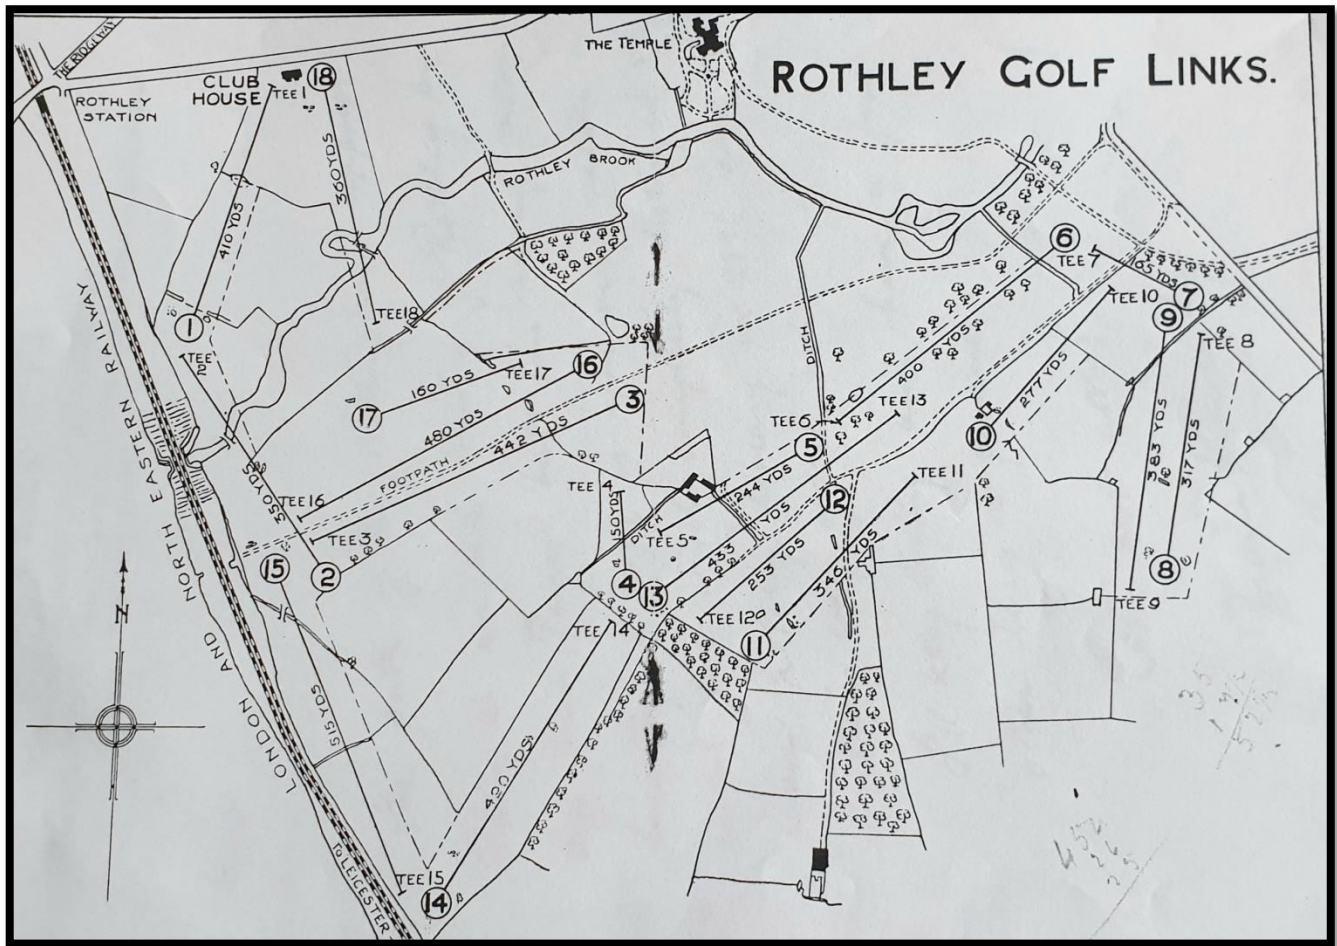 ROTHLEY GOLF LINKS.
THE TEMPLE
THE RIDGEWAY
CLUB
HOUSE
TEE 1
18
ROTHLEY
STATION
360 YDS
ROTHLEY BROOK
410 YDS
6
TEE 7
165 YDS
TEE 10
7
9
1
TEE 18
TEE 2
DITCH
TEE 8
TEE 17
16
160 YDS
17
480 YDS
3
442 YDS
400 YDS
277 YDS
TEE 13
TEE 6
5
10
383 YDS
317 YDS
FOOTPATH
350 YDS
TEE 16
TEE 4
244 YDS
TEE 11
12
150 YDS
DITCH
TEE 3
TEE 5
433 YDS
253 YDS
346 YDS
15
2
4
13
8
TEE 9
TEE 12
TEE 14
11
N
515 YDS
420 YDS
TEE 15
14
LONDON AND NORTH EASTERN RAILWAY
TO LEICESTER